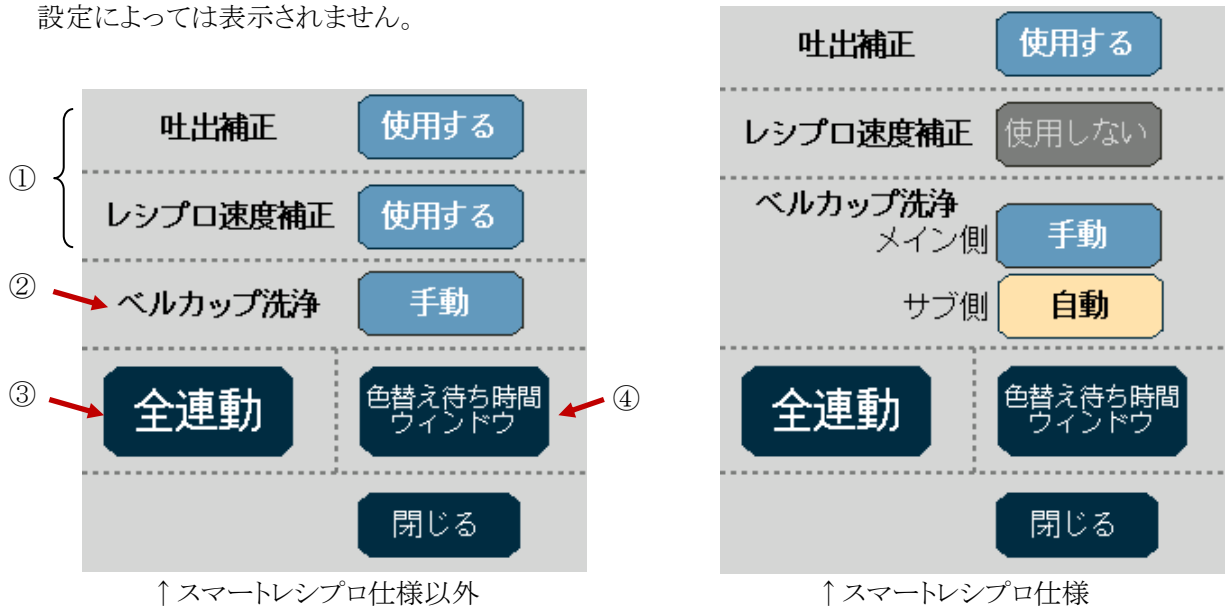 設定によっては表示されません。
①
吐出補正
使用する
レシプロ速度補正
使用する
②
ベルカップ洗浄
手動
③
全連動
色替え待ち時間
ウィンドウ
④
閉じる
↑スマートレシプロ仕様以外
吐出補正
使用する
レシプロ速度補正
使用しない
ベルカップ洗浄
メイン側
手動
サブ側
自動
全連動
色替え待ち時間
ウィンドウ
閉じる
↑スマートレシプロ仕様